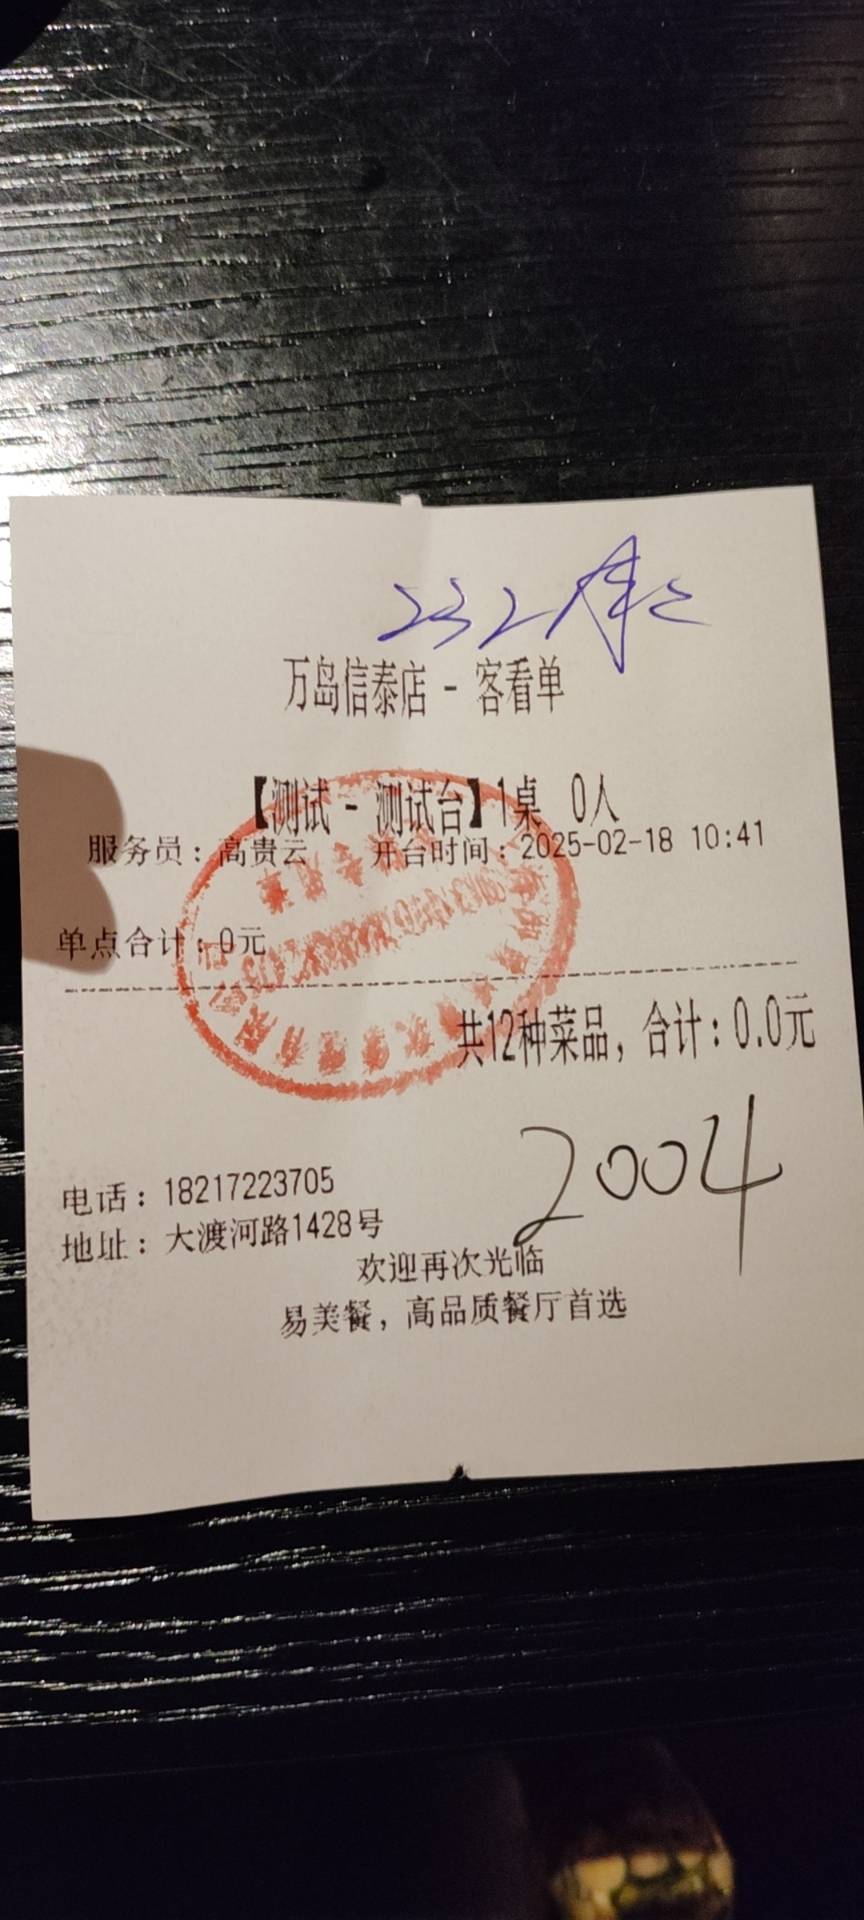 232
万岛信泰店 - 客看单
【测试 - 测试台】1桌 0人
服务员：高贵云 开台时间：2025-02-18 10:41
单点合计：0元
共12种菜品，合计：0.0元
2004
电话：18217223705
地址：大渡河路1428号
欢迎再次光临
易美餐，高品质餐厅首选